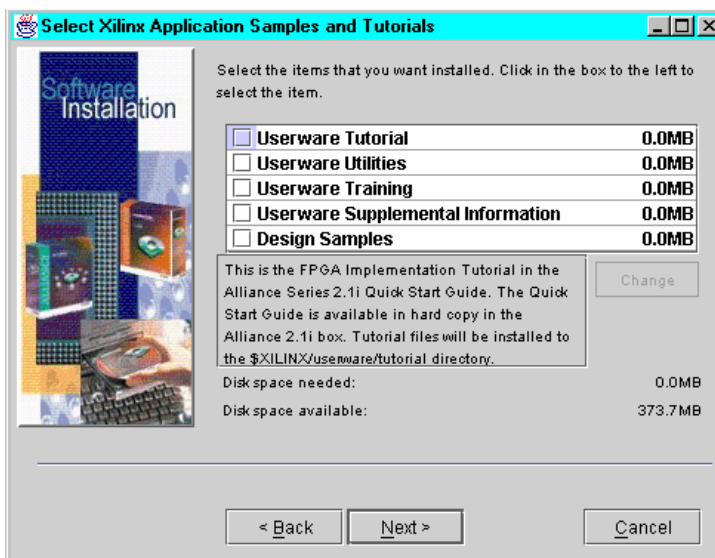 Select Xilinx Application Samples and Tutorials
Software
Installation
Select the items that you want installed. Click in the box to the left to
select the item.
Userware Tutorial 0.0MB
Userware Utilities 0.0MB
Userware Training 0.0MB
Userware Supplemental Information 0.0MB
Design Samples 0.0MB
This is the FPGA Implementation Tutorial in the
Alliance Series 2.1i Quick Start Guide. The Quick
Start Guide is available in hard copy in the
Alliance 2.1i box. Tutorial files will be installed to
the $XILINX/userware/tutorial directory.
Change
Disk space needed: 0.0MB
Disk space available: 373.7MB
ALLIANCE
< Back Next > Cancel